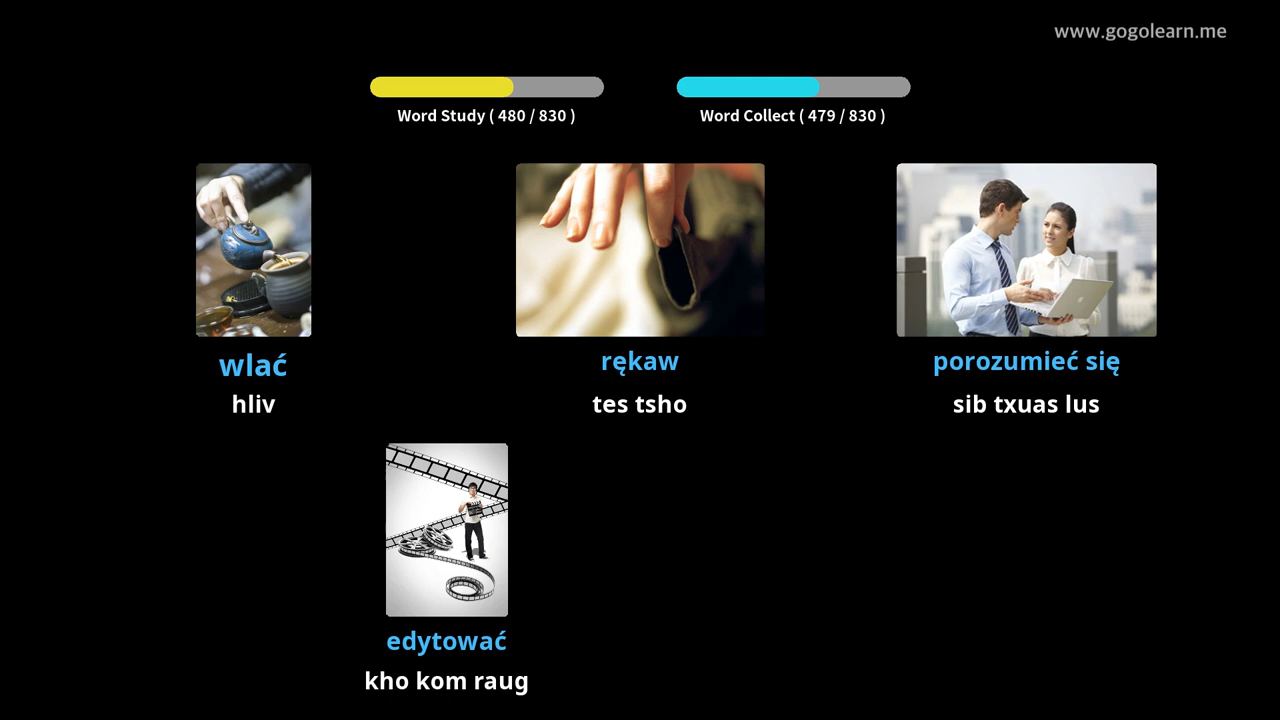 www.gogolearn.me
Word Study ( 480 / 830 )
Word Collect ( 479 / 830 )
wlać
rękaw
porozumieć się
hliv
tes tsho
sib txuas lus
edytować
kho kom raug